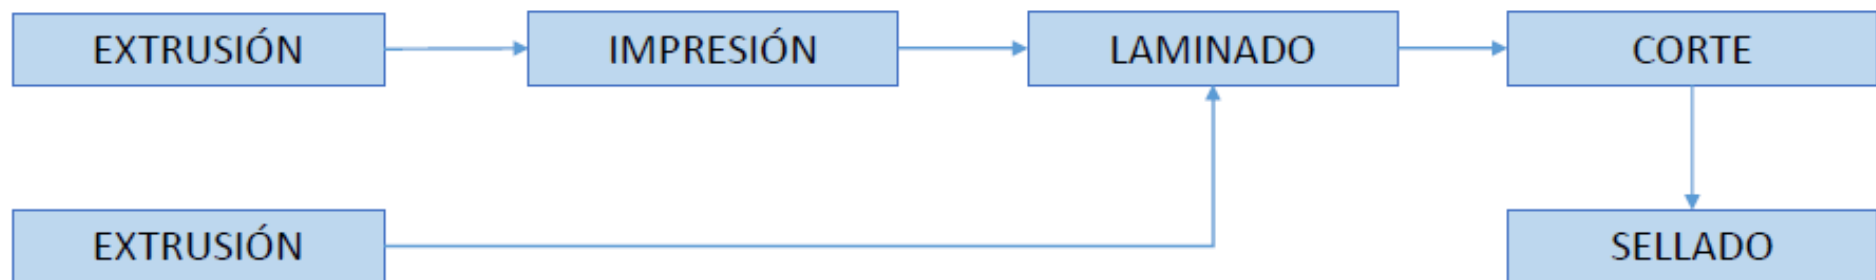 EXTRUSIÓN
IMPRESIÓN
LAMINADO
CORTE
EXTRUSIÓN
SELLADO